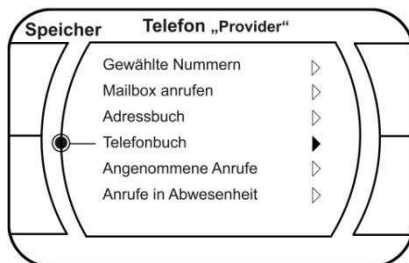 Speicher
Telefon „Provider“
Gewählte Nummern
Mailbox anrufen
Adressbuch
Telefonbuch
Angenommene Anrufe
Anrufe in Abwesenheit